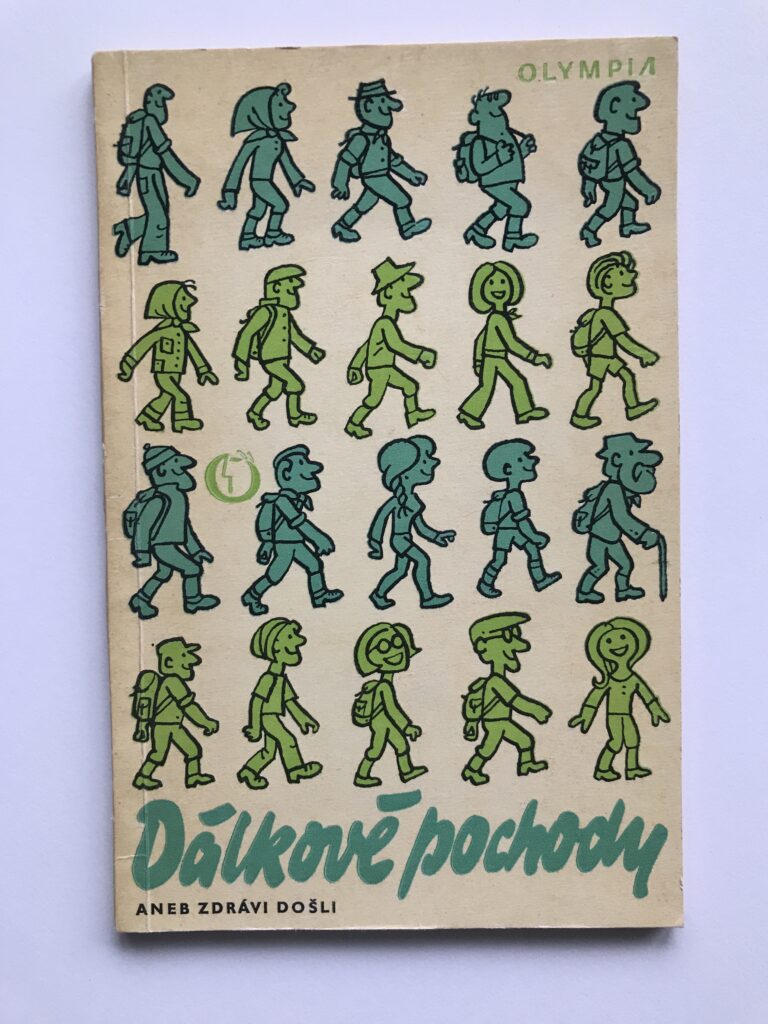 OLYMPIA
Dálkové pochody
ANEB ZDRÁVI DOŠLI